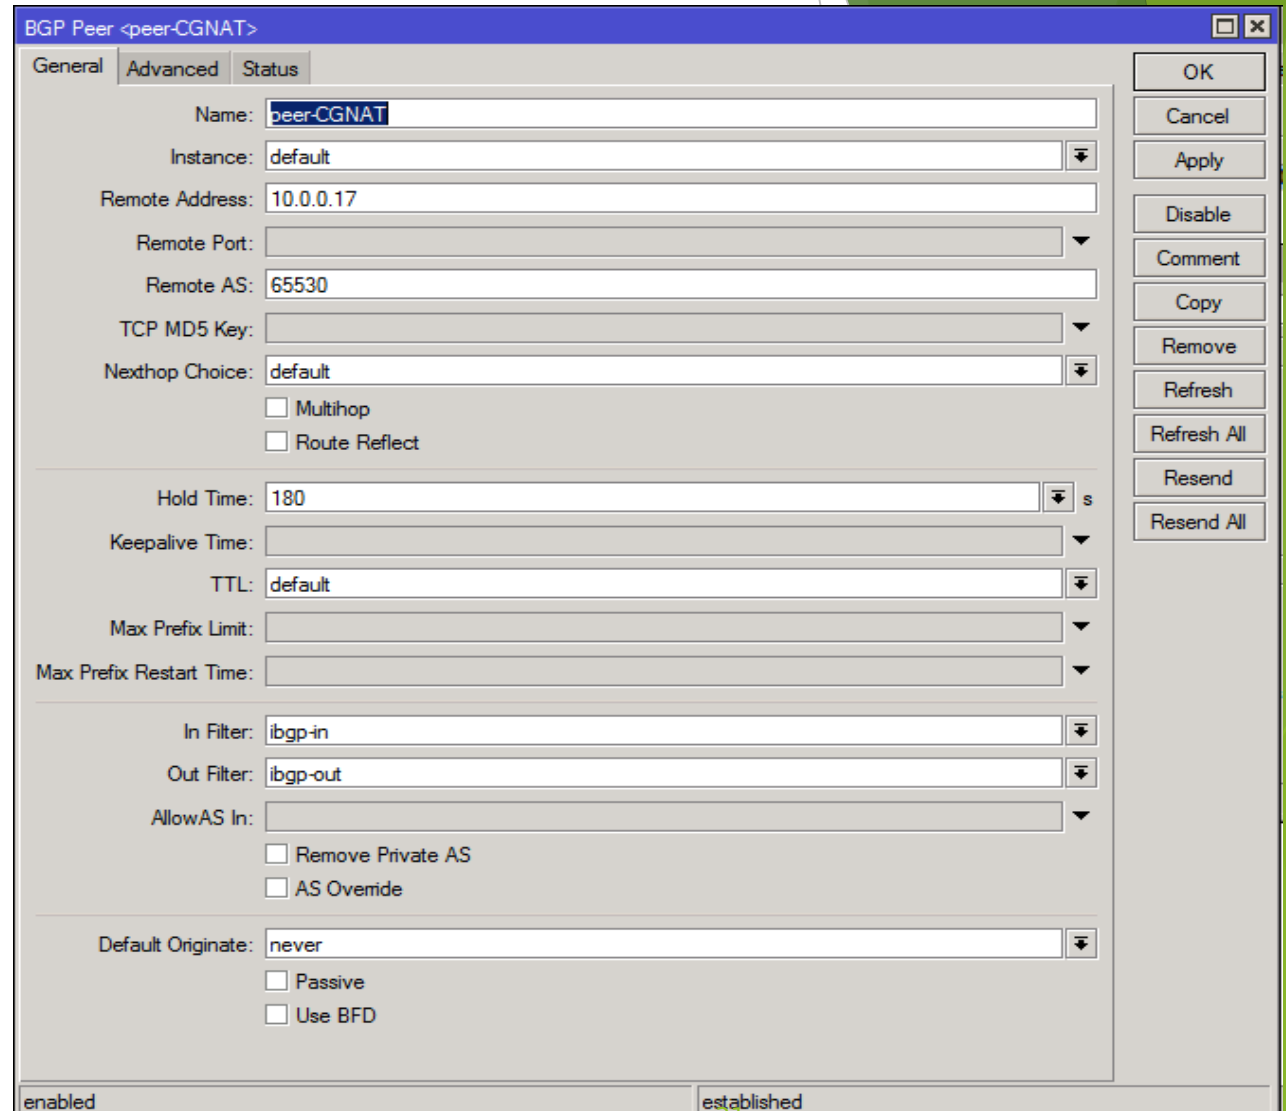 BGP Peer <peer-CGNAT>
General Advanced Status
Name: peer-CGNAT
Instance: default
Remote Address: 10.0.0.17
Remote Port:
Remote AS: 65530
TCP MD5 Key:
Nexthop Choice: default
Multihop
Route Reflect
Hold Time: 180 s
Keepalive Time:
TTL: default
Max Prefix Limit:
Max Prefix Restart Time:
In Filter: ibgp-in
Out Filter: ibgp-out
AllowAS In:
Remove Private AS
AS Override
Default Originate: never
Passive
Use BFD
OK
Cancel
Apply
Disable
Comment
Copy
Remove
Refresh
Refresh All
Resend
Resend All
enabled established